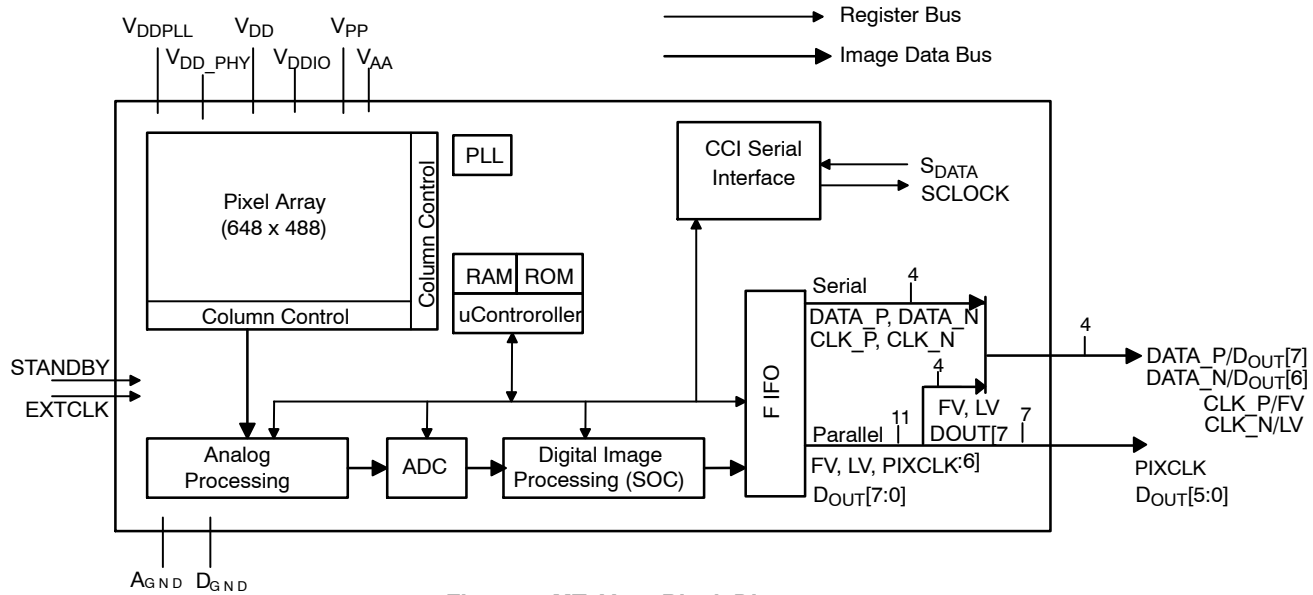 VDDPLL
VDD
VPP
VDD_PHY
VDDIO
VAA
Register Bus
Image Data Bus
Pixel Array
(648 x 488)
Column Control
Column Control
PLL
CCI Serial
Interface
SDATA
SCLOCK
RAM
ROM
uControroller
STANDBY
EXTCLK
Analog
Processing
ADC
Digital Image
Processing (SOC)
F IFO
Serial
4
DATA_P, DATA_N
CLK_P, CLK_N
4
FV, LV
DOUT[7
:6]
Parallel
11
7
FV, LV, PIXCLK
DOUT[7:0]
4
DATA_P/DOUT[7]
DATA_N/DOUT[6]
CLK_P/FV
CLK_N/LV
PIXCLK
DOUT[5:0]
AGND
DGND